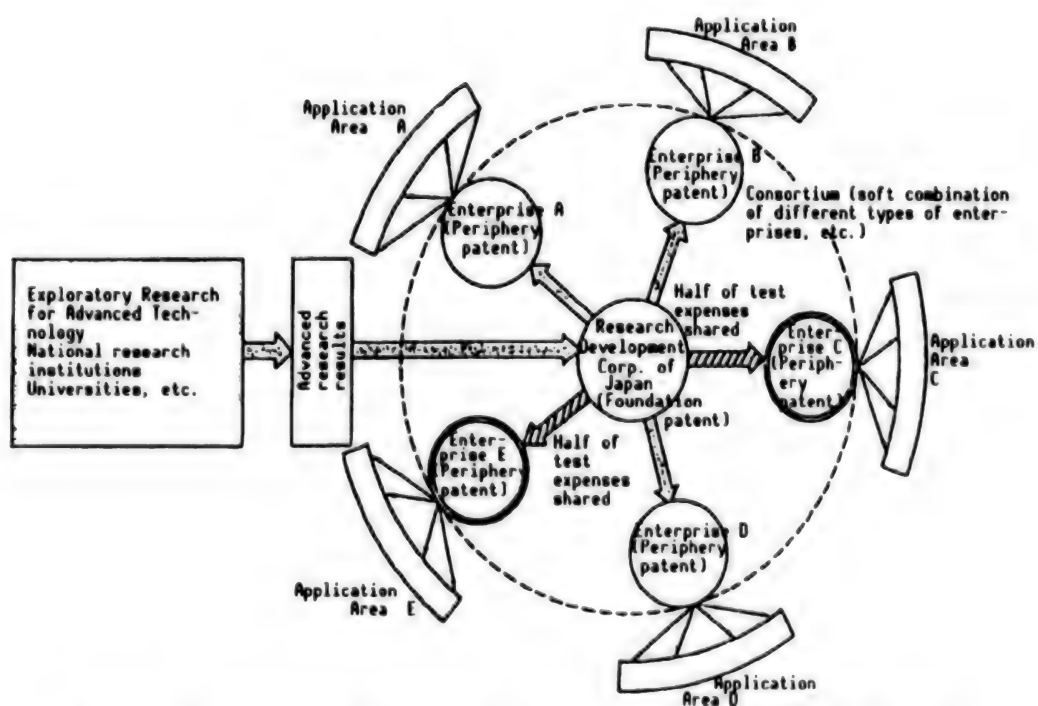 Application
Area B
Application
Area A
Enterprise B
(Periphery
patent)
Consortium (soft combination
of different types of enter-
prises, etc.)
Enterprise A
(Periphery
patent)
Exploratory Research
for Advanced Tech-
nology
National research
institutions
Universities, etc.
Advanced
research
results
Research
Development
Corp. of
Japan
(Foundation
patent)
Half of test
expenses
shared
Enter-
prise C
(Periph-
ery
patent)
Application
Area
C
Enter-
prise E
(Periphery
patent)
Half of
test
expenses
shared
Enterprise D
(Periphery
patent)
Application
Area E
Application
Area D